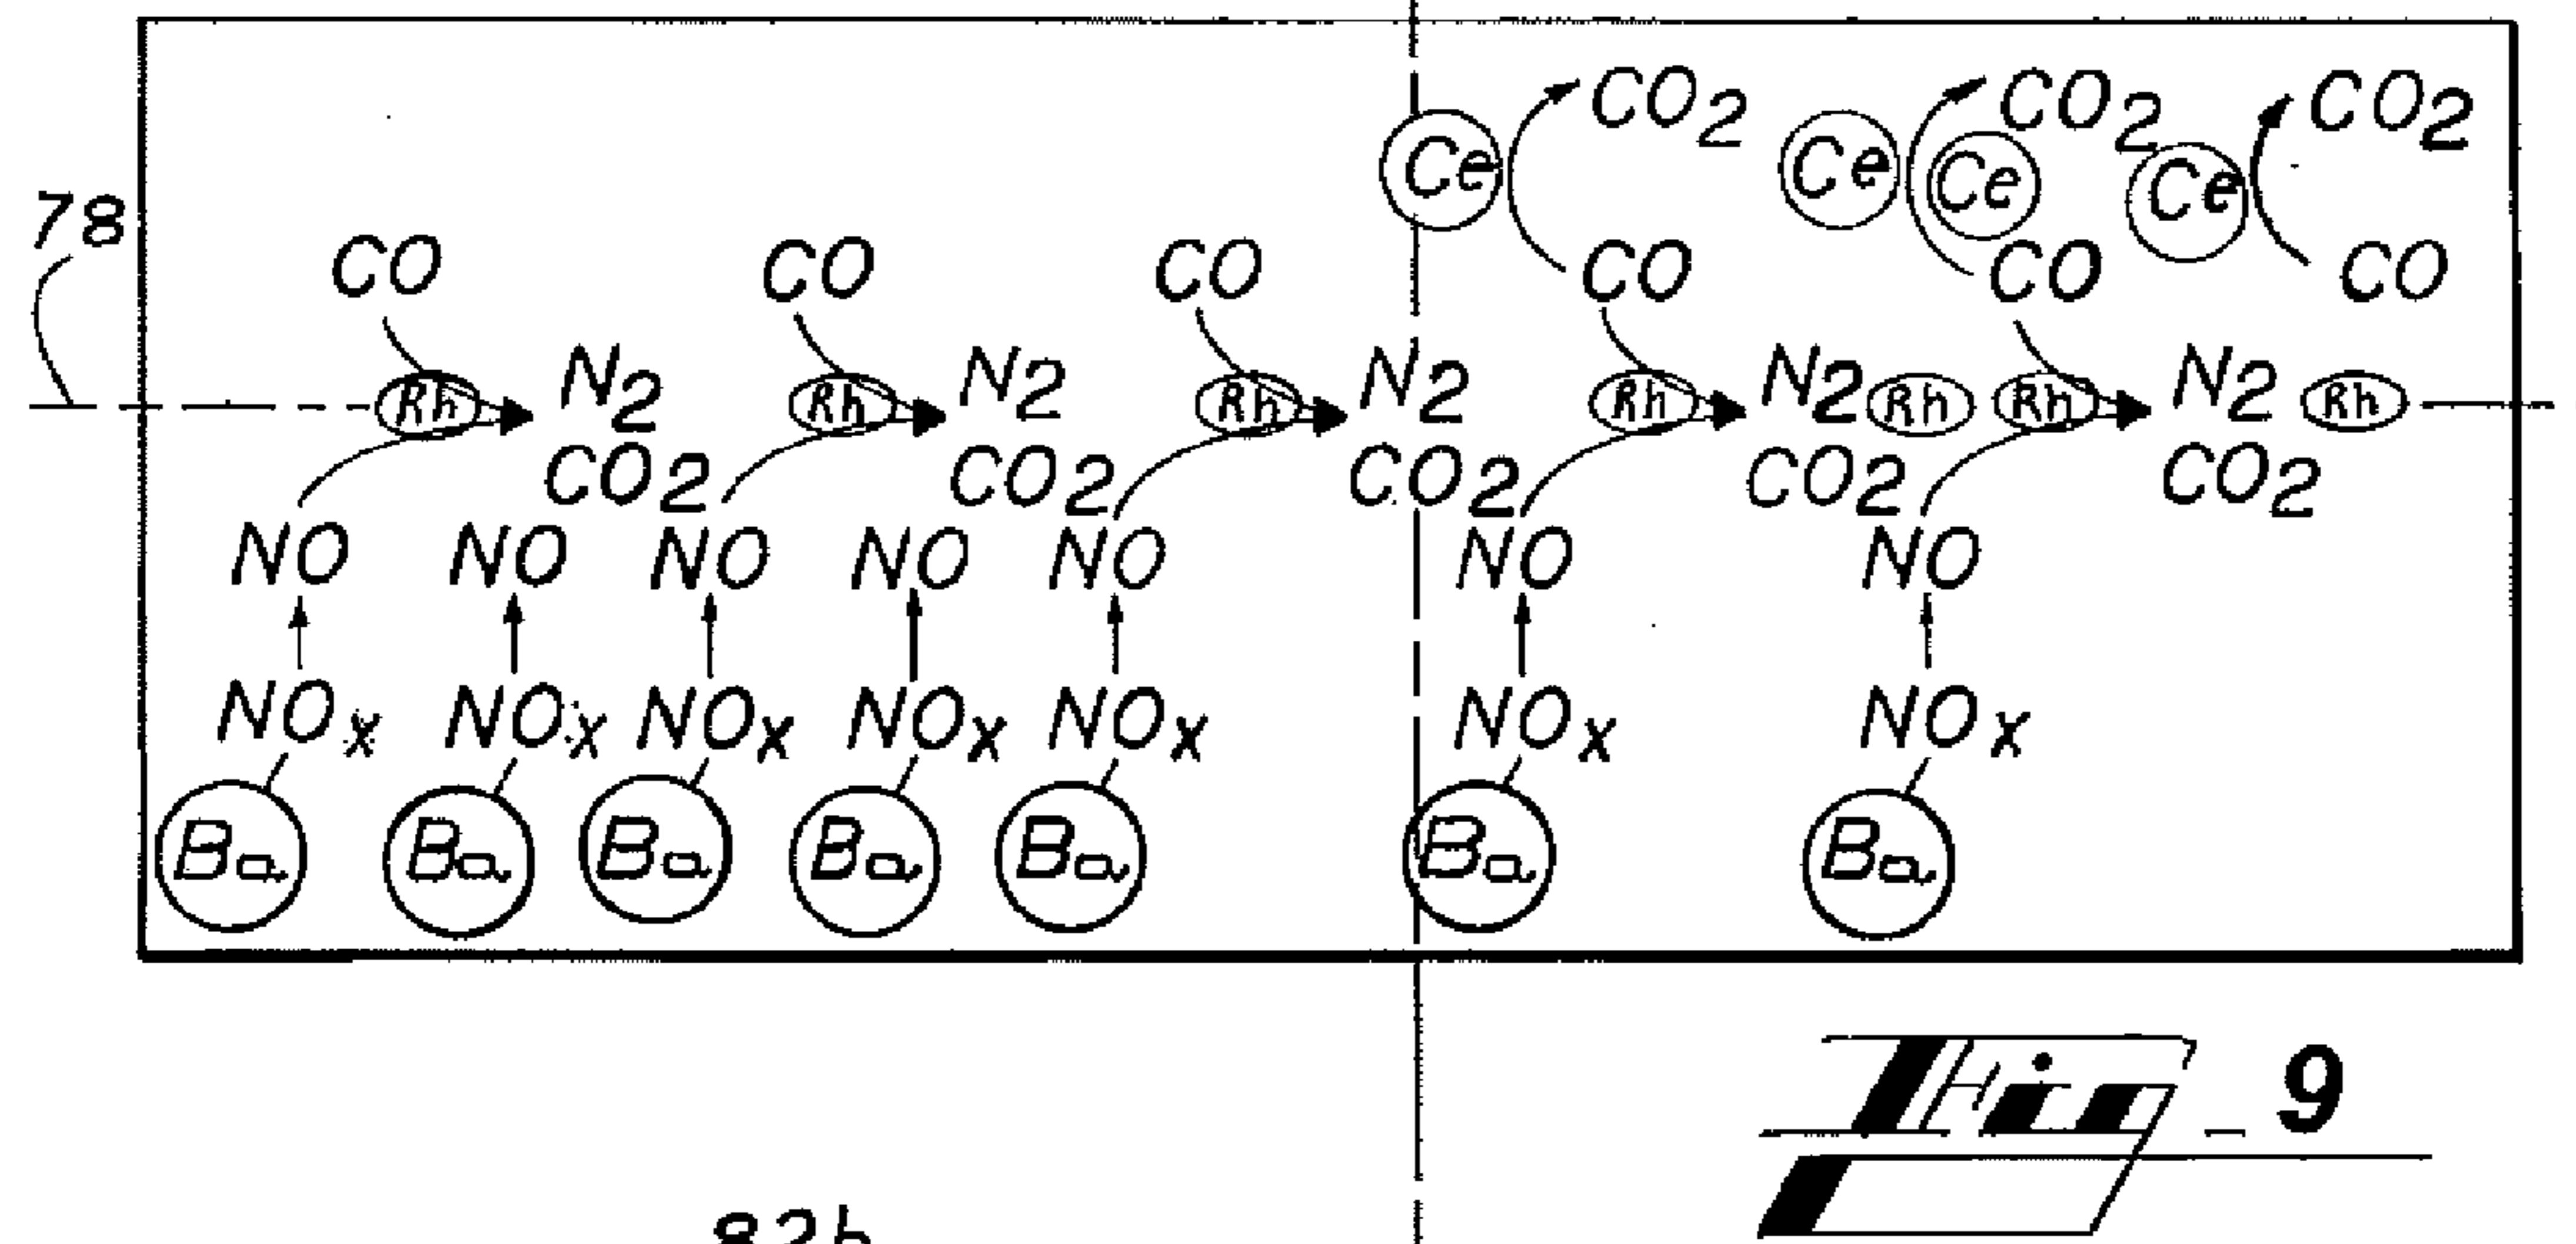 CO2 CO2 CO2
Ce Ce Ce Ce
78
CO CO CO CO CO CO
N2 N2 N2 N2 N2
Rh Rh Rh Rh Rh Rh Rh
CO2 CO2 CO2 CO2 CO2
NO NO NO NO NO NO NO
NOx NOx NOx NOx NOx NOx NOx
Ba Ba Ba Ba Ba Ba Ba
Fig_9